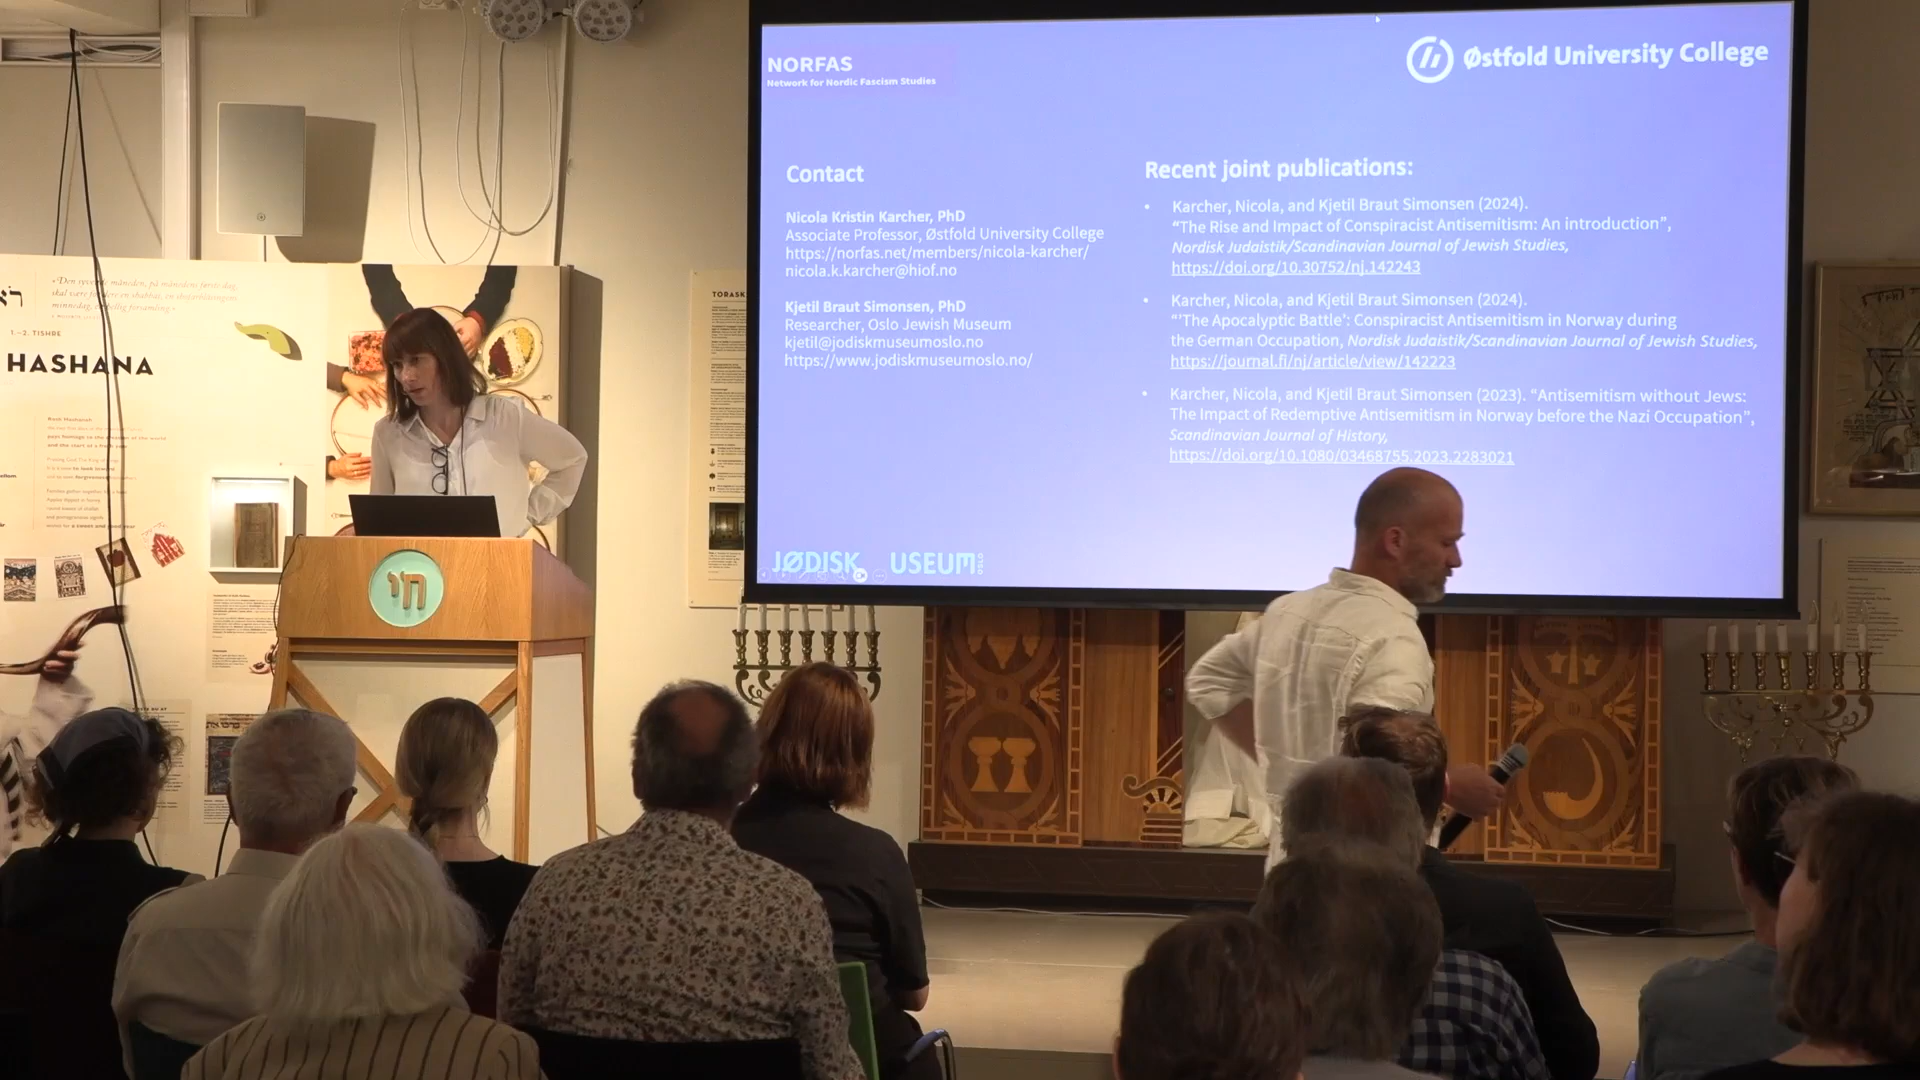 NORFAS
Network for Nordic Fascism Studies
Østfold University College
Contact
Nicola Kristin Karcher, PhD
Associate Professor, Østfold University College
https://norfas.net/members/nicola-karcher/
nicola.k.karcher@hiof.no
Kjetil Braut Simonsen, PhD
Researcher, Oslo Jewish Museum
kjetil@jodiskmuseumoslo.no
https://www.jodiskmuseumoslo.no/
Recent joint publications:
• Karcher, Nicola, and Kjetil Braut Simonsen (2024).
“The Rise and Impact of Conspiracist Antisemitism: An introduction”,
Nordisk Judaistik/Scandinavian Journal of Jewish Studies,
https://doi.org/10.30752/nj.142243
• Karcher, Nicola, and Kjetil Braut Simonsen (2024).
“’The Apocalyptic Battle’: Conspiracist Antisemitism in Norway during
the German Occupation, Nordisk Judaistik/Scandinavian Journal of Jewish Studies,
https://journal.fi/nj/article/view/142223
• Karcher, Nicola, and Kjetil Braut Simonsen (2023). “Antisemitism without Jews:
The Impact of Redemptive Antisemitism in Norway before the Nazi Occupation”,
Scandinavian Journal of History,
https://doi.org/10.1080/03468755.2023.2283021
JØDISK USEUM OSLO
1.–2. TISHRE
HASHANA
Rosh Hashanah
TORASK
חי